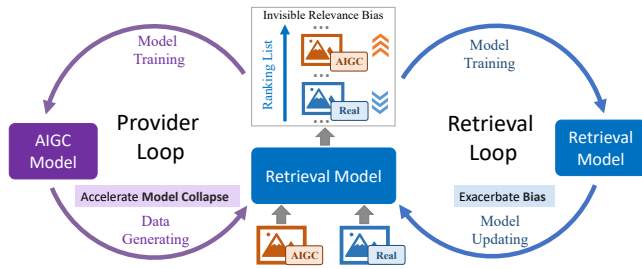 Invisible Relevance Bias
...
AIGC
...
Real
...
Ranking List
Model
Training
Model
Training
AIGC
Model
Provider
Loop
Retrieval
Loop
Retrieval Model
Retrieval Model
Accelerate Model Collapse
Exacerbate Bias
Data
Generating
Model
Updating
AIGC
Real